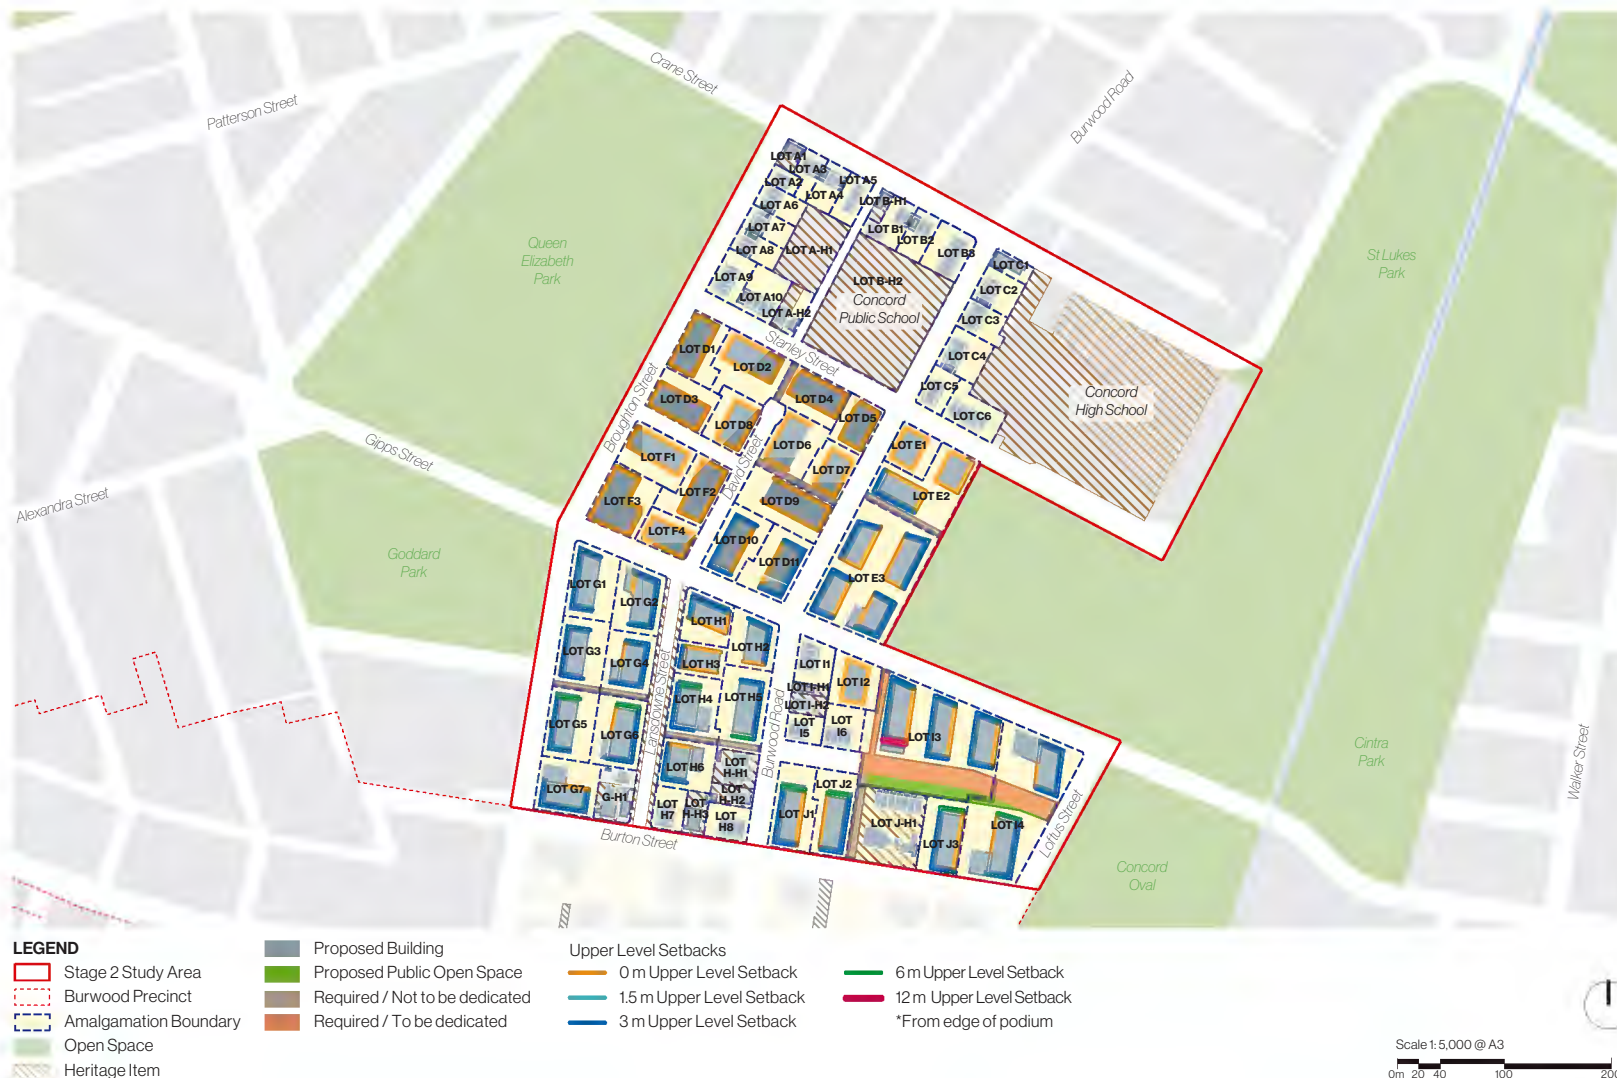 Crane Street
Patterson Street
Burwood Road
Queen
Elizabeth
Park
St Lukes
Park
LOT A1
LOT A3
LOT A2
LOT A5
LOT A4
LOT A6
LOT B-H1
LOT A7
LOT B1
LOT B2
LOT A8
LOT A-H1
LOT B3
LOT C1
LOT A9
LOT B-H2
LOT C2
LOT A10
Concord
Public School
LOT A-H2
LOT C3
Stanley Street
LOT D1
LOT D2
LOT C4
LOT C5
LOT C6
Concord
High School
Broughton Street
LOT D3
LOT D4
LOT D5
LOT D8
David Street
LOT D6
LOT E1
Gipps Street
LOT F1
LOT D7
LOT F2
LOT E2
LOT F3
LOT D9
Alexandra Street
LOT F4
LOT D10
LOT D11
Goddard
Park
LOT E3
LOT G1
LOT G2
LOT H1
LOT G3
LOT G4
LOT H2
LOT H3
LOT I1
LOT I2
LOT I-H1
LOT I-H2
Lansdowne Street
LOT H4
LOT H5
Burwood Road
LOT
I5
LOT
I6
LOT G5
LOT G6
LOT I3
Cintra
Park
Walker Street
LOT H6
LOT
H-H1
LOT
H-H2
LOT G7
G-H1
LOT
H7
LOT
H-H3
LOT
H8
LOT J2
LOT J1
LOT J-H1
LOT I4
LOT J3
Loftus Street
Burton Street
Concord
Oval
LEGEND
Stage 2 Study Area
Burwood Precinct
Amalgamation Boundary
Open Space
Heritage Item
Proposed Building
Proposed Public Open Space
Required / Not to be dedicated
Required / To be dedicated
Upper Level Setbacks
0 m Upper Level Setback
1.5 m Upper Level Setback
3 m Upper Level Setback
6 m Upper Level Setback
12 m Upper Level Setback
*From edge of podium
Scale 1: 5,000 @ A3
0m 20 40 100 200